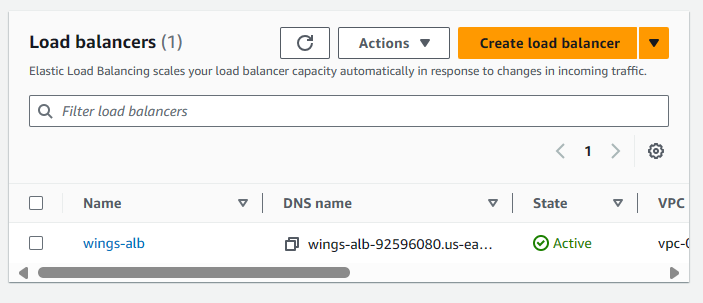 Load balancers (1)
Actions
Create load balancer
Elastic Load Balancing scales your load balancer capacity automatically in response to changes in incoming traffic.
Filter load balancers
1
Name DNS name State VPC
wings-alb wings-alb-92596080.us-ea... Active vpc-0